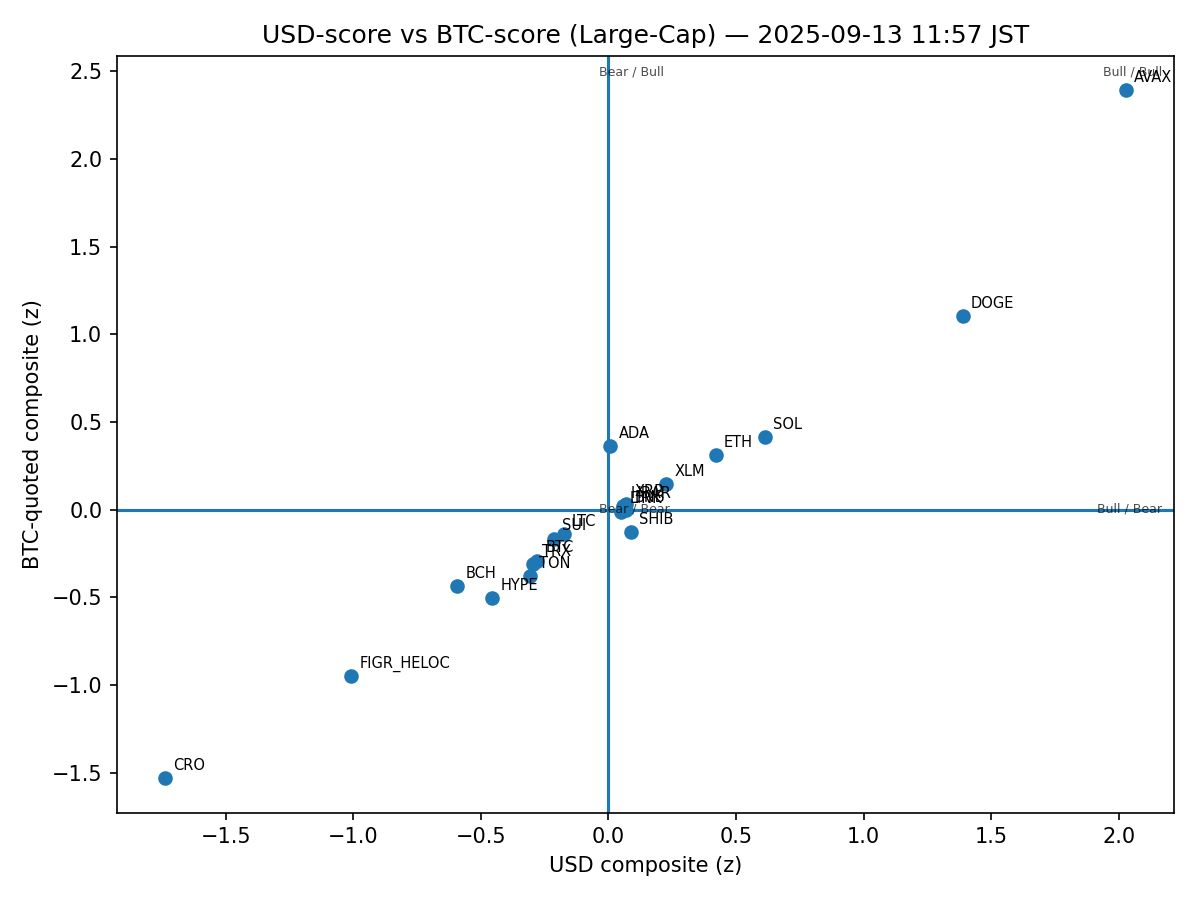 USD-score vs BTC-score (Large-Cap) — 2025-09-13 11:57 JST
BTC-quoted composite (z)
2.5
2.0
1.5
1.0
0.5
0.0
−0.5
−1.0
−1.5
Bear / Bull
Bull / Bull
AVAX
DOGE
ADA
SOL
ETH
XLM
XRP
Bear / Bear
Bull / Bear
SHIB
LTC
SUI
BTC
TRX
TON
BCH
HYPE
FIGR_HELOC
CRO
−1.5
−1.0
−0.5
0.0
0.5
1.0
1.5
2.0
USD composite (z)